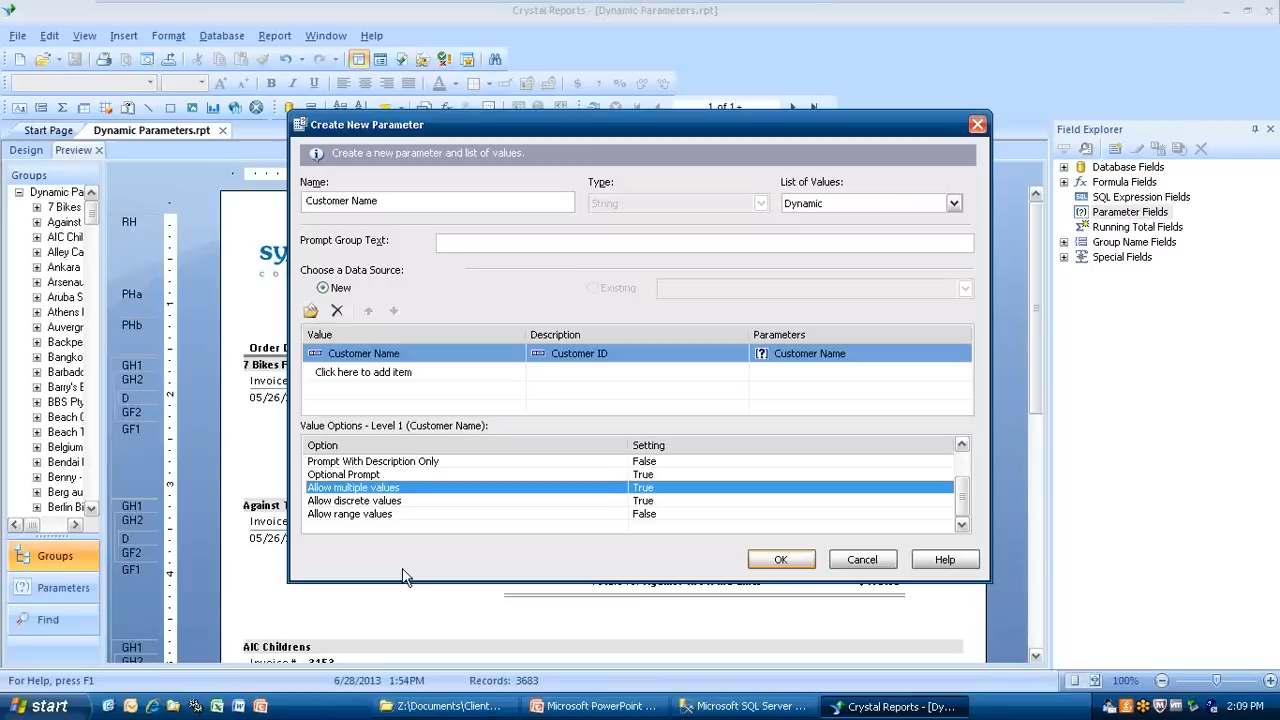 Crystal Reports - [Dynamic Parameters.rpt]
File Edit View Insert Format Database Report Window Help
1 of 1+
Start Page Dynamic Parameters.rpt
Design Preview
Groups
Dynamic Pa
7 Bikes
Against
AIC Chil
Alley Ca
Ankara
Arsenau
Aruba S
Athens I
Auverg
Backpe
Bangko
Barbado
Barry's E
BBS Pty
Beach D
Beach T
Belgium
Bendai I
Benny -
Berg au
Berlin Bi
Groups
Parameters
Find
RH
PHa
PHb
GH1
GH2
D
GF2
GF1
GH1
GH2
D
GF2
GF1
GH1
GH2
1
2
3
4
sy
C O
Order D
7 Bikes F
Invoice
05/26/
Against T
Invoice
05/26/
AIC Childrens
Create New Parameter
Create a new parameter and list of values.
Name: Type: List of Values:
Customer Name String Dynamic
Prompt Group Text:
Choose a Data Source:
New Existing
Value Description Parameters
Customer Name Customer ID Customer Name
Click here to add item
Value Options - Level 1 (Customer Name):
Option Setting
Prompt With Description Only False
Optional Prompt True
Allow multiple values True
Allow discrete values True
Allow range values False
OK Cancel Help
Field Explorer
Database Fields
Formula Fields
SQL Expression Fields
Parameter Fields
Running Total Fields
Group Name Fields
Special Fields
For Help, press F1 6/28/2013 1:54PM Records: 3683 100%
start Z:\Documents\Client... Microsoft PowerPoint ... Microsoft SQL Server ... Crystal Reports - [Dy... 2:09 PM